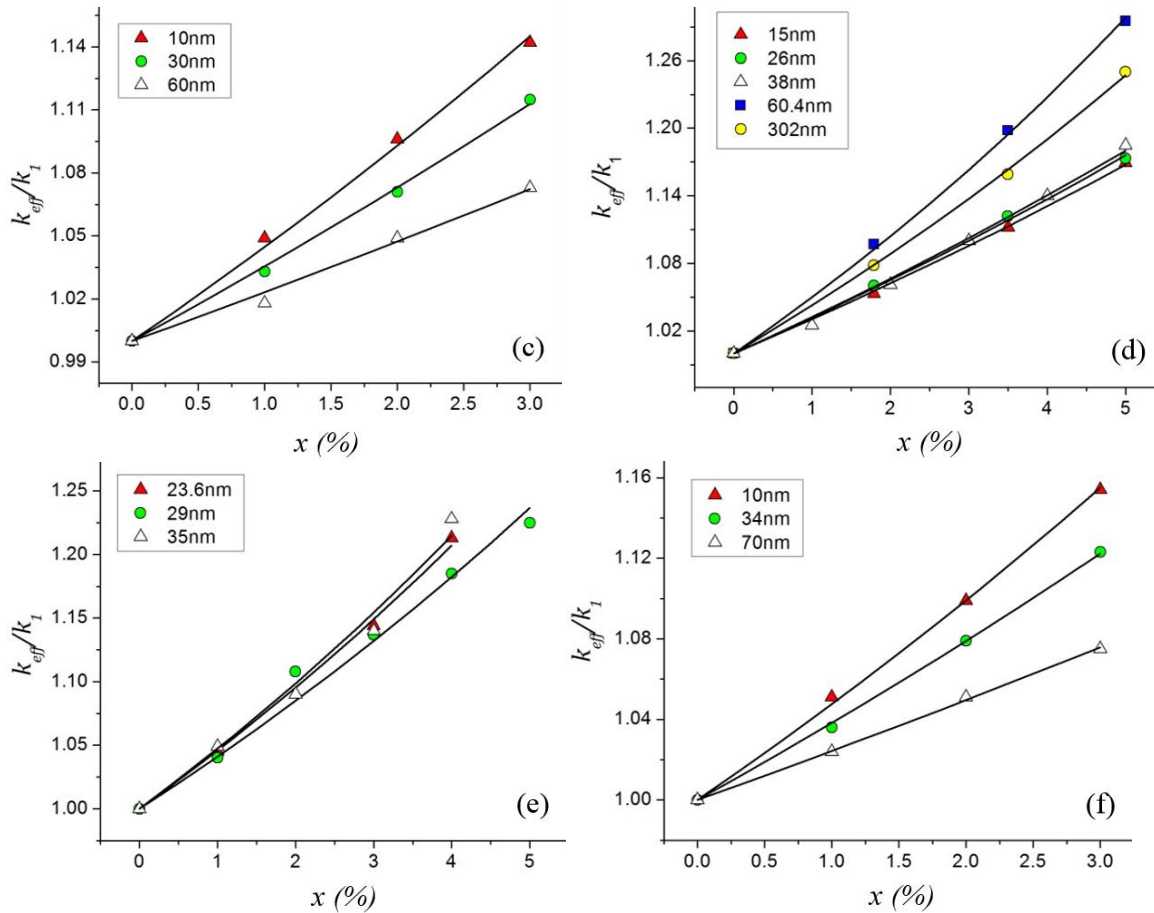 10nm
30nm
60nm
1.14
1.11
1.08
1.05
1.02
0.99
k_eff/k_1
0.0 0.5 1.0 1.5 2.0 2.5 3.0
x (%)
(c)
15nm
26nm
38nm
60.4nm
302nm
1.26
1.20
1.14
1.08
1.02
k_eff/k_1
0 1 2 3 4 5
x (%)
(d)
23.6nm
29nm
35nm
1.25
1.20
1.15
1.10
1.05
1.00
k_eff/k_1
0 1 2 3 4 5
x (%)
(e)
10nm
34nm
70nm
1.16
1.12
1.08
1.04
1.00
k_eff/k_1
0.0 0.5 1.0 1.5 2.0 2.5 3.0
x (%)
(f)